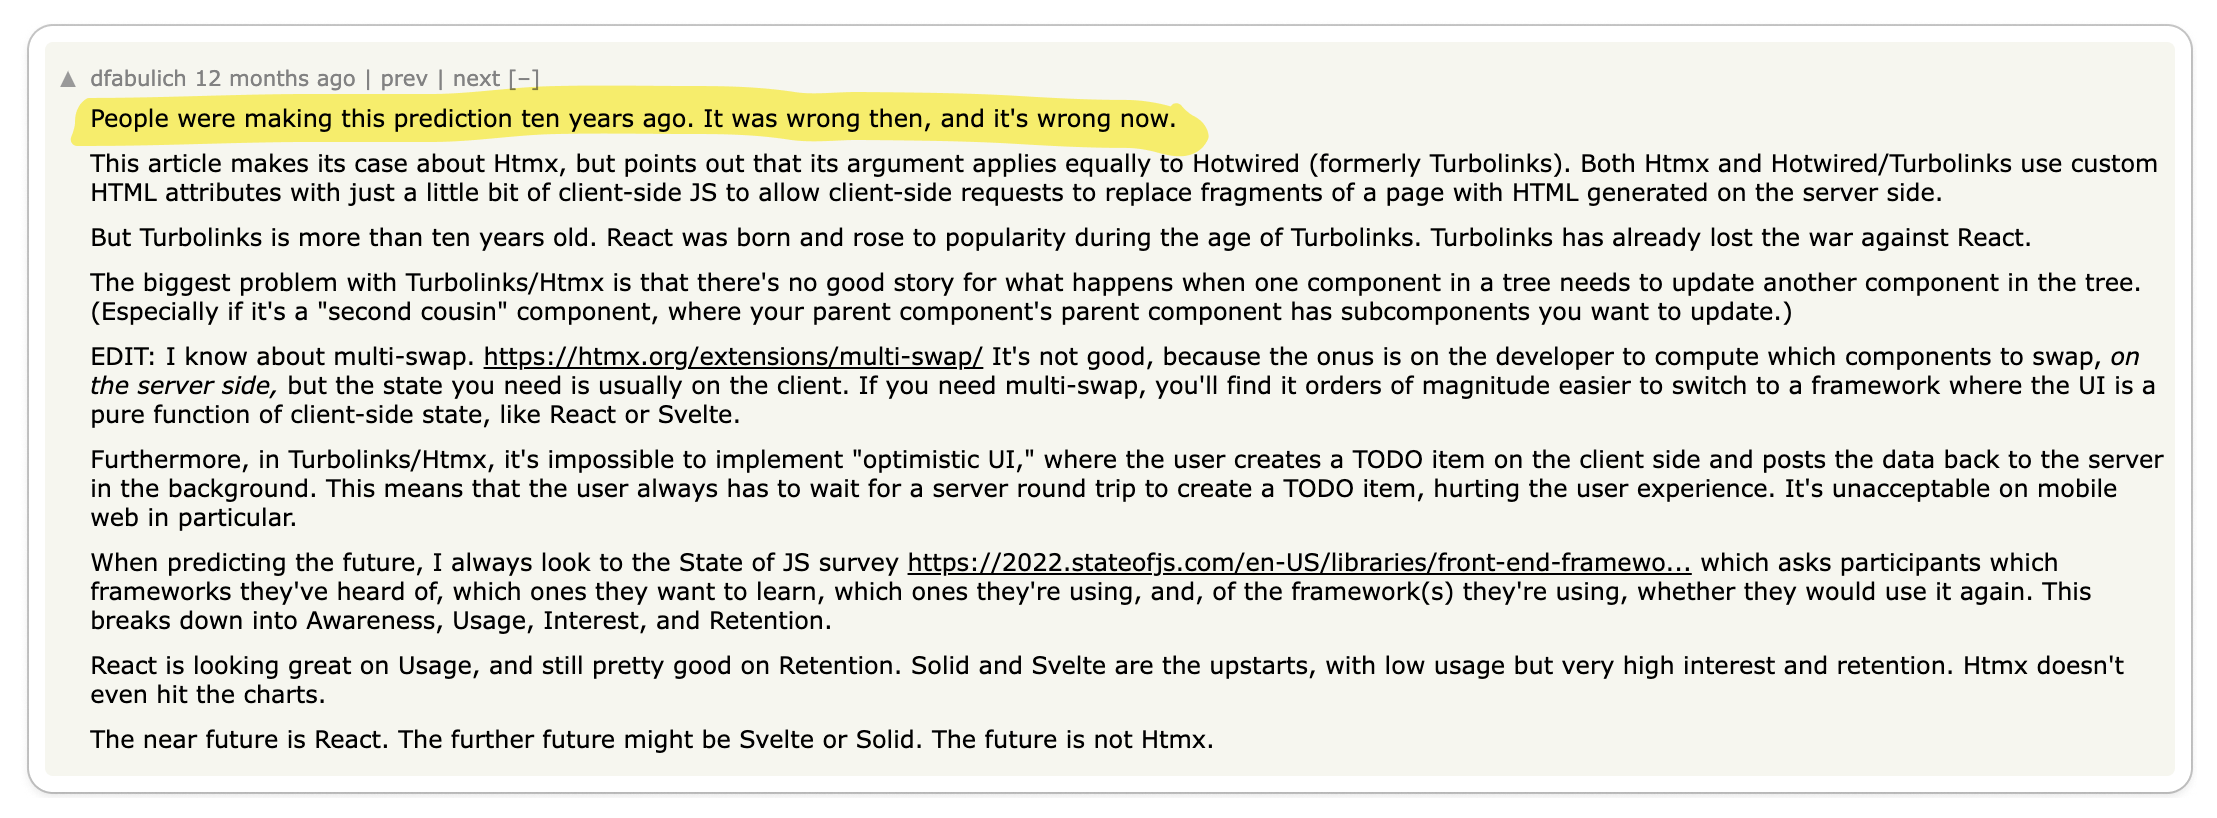 ▲ dfabulich 12 months ago | prev | next [–]
People were making this prediction ten years ago. It was wrong then, and it's wrong now.
This article makes its case about Htmx, but points out that its argument applies equally to Hotwired (formerly Turbolinks). Both Htmx and Hotwired/Turbolinks use custom
HTML attributes with just a little bit of client-side JS to allow client-side requests to replace fragments of a page with HTML generated on the server side.
But Turbolinks is more than ten years old. React was born and rose to popularity during the age of Turbolinks. Turbolinks has already lost the war against React.
The biggest problem with Turbolinks/Htmx is that there's no good story for what happens when one component in a tree needs to update another component in the tree.
(Especially if it's a "second cousin" component, where your parent component's parent component has subcomponents you want to update.)
EDIT: I know about multi-swap. https://htmx.org/extensions/multi-swap/ It's not good, because the onus is on the developer to compute which components to swap, on
the server side, but the state you need is usually on the client. If you need multi-swap, you'll find it orders of magnitude easier to switch to a framework where the UI is a
pure function of client-side state, like React or Svelte.
Furthermore, in Turbolinks/Htmx, it's impossible to implement "optimistic UI," where the user creates a TODO item on the client side and posts the data back to the server
in the background. This means that the user always has to wait for a server round trip to create a TODO item, hurting the user experience. It's unacceptable on mobile
web in particular.
When predicting the future, I always look to the State of JS survey https://2022.stateofjs.com/en-US/libraries/front-end-framewo... which asks participants which
frameworks they've heard of, which ones they want to learn, which ones they're using, and, of the framework(s) they're using, whether they would use it again. This
breaks down into Awareness, Usage, Interest, and Retention.
React is looking great on Usage, and still pretty good on Retention. Solid and Svelte are the upstarts, with low usage but very high interest and retention. Htmx doesn't
even hit the charts.
The near future is React. The further future might be Svelte or Solid. The future is not Htmx.